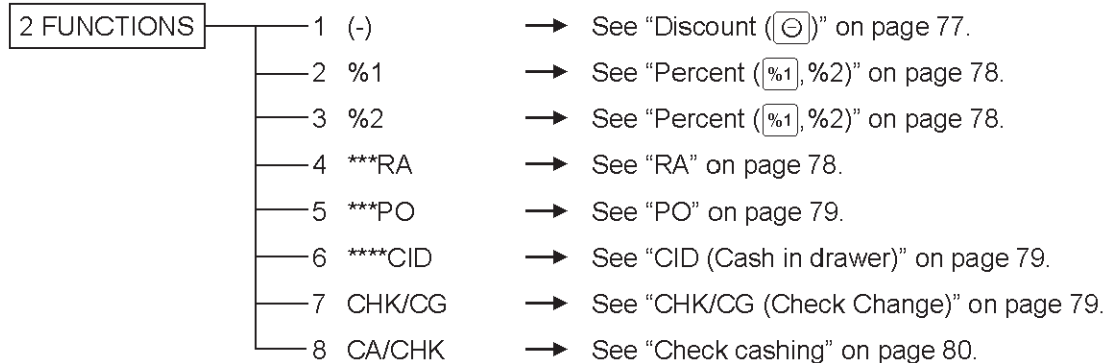 2 FUNCTIONS 1 (-) → See “Discount (⊖)” on page 77.
2 %1 → See “Percent (%1,%2)” on page 78.
3 %2 → See “Percent (%1,%2)” on page 78.
4 ***RA → See “RA” on page 78.
5 ***PO → See “PO” on page 79.
6 ****CID → See “CID (Cash in drawer)” on page 79.
7 CHK/CG → See “CHK/CG (Check Change)” on page 79.
8 CA/CHK → See “Check cashing” on page 80.